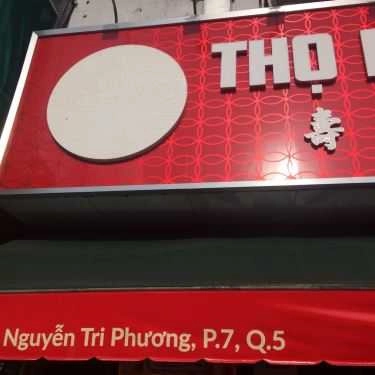 THỌ
壽
Nguyễn Tri Phương, P.7, Q.5